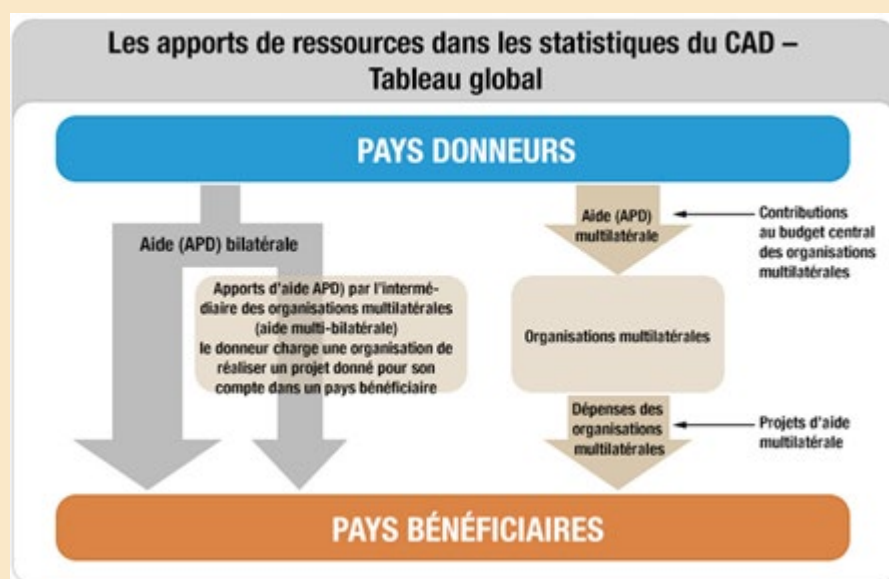 Les apports de ressources dans les statistiques du CAD –
Tableau global
PAYS DONNEURS
Aide (APD) bilatérale
Apports d'aide APD) par l'intermé-
diaire des organisations multilatérales
(aide multi-bilatérale)
le donneur charge une organisation de
réaliser un projet donné pour son
compte dans un pays bénéficiaire
Aide (APD)
multilatérale
Contributions
au budget central
des organisations
multilatérales
Organisations multilatérales
Dépenses des
organisations
multilatérales
Projets d'aide
multilatérale
PAYS BÉNÉFICIAIRES